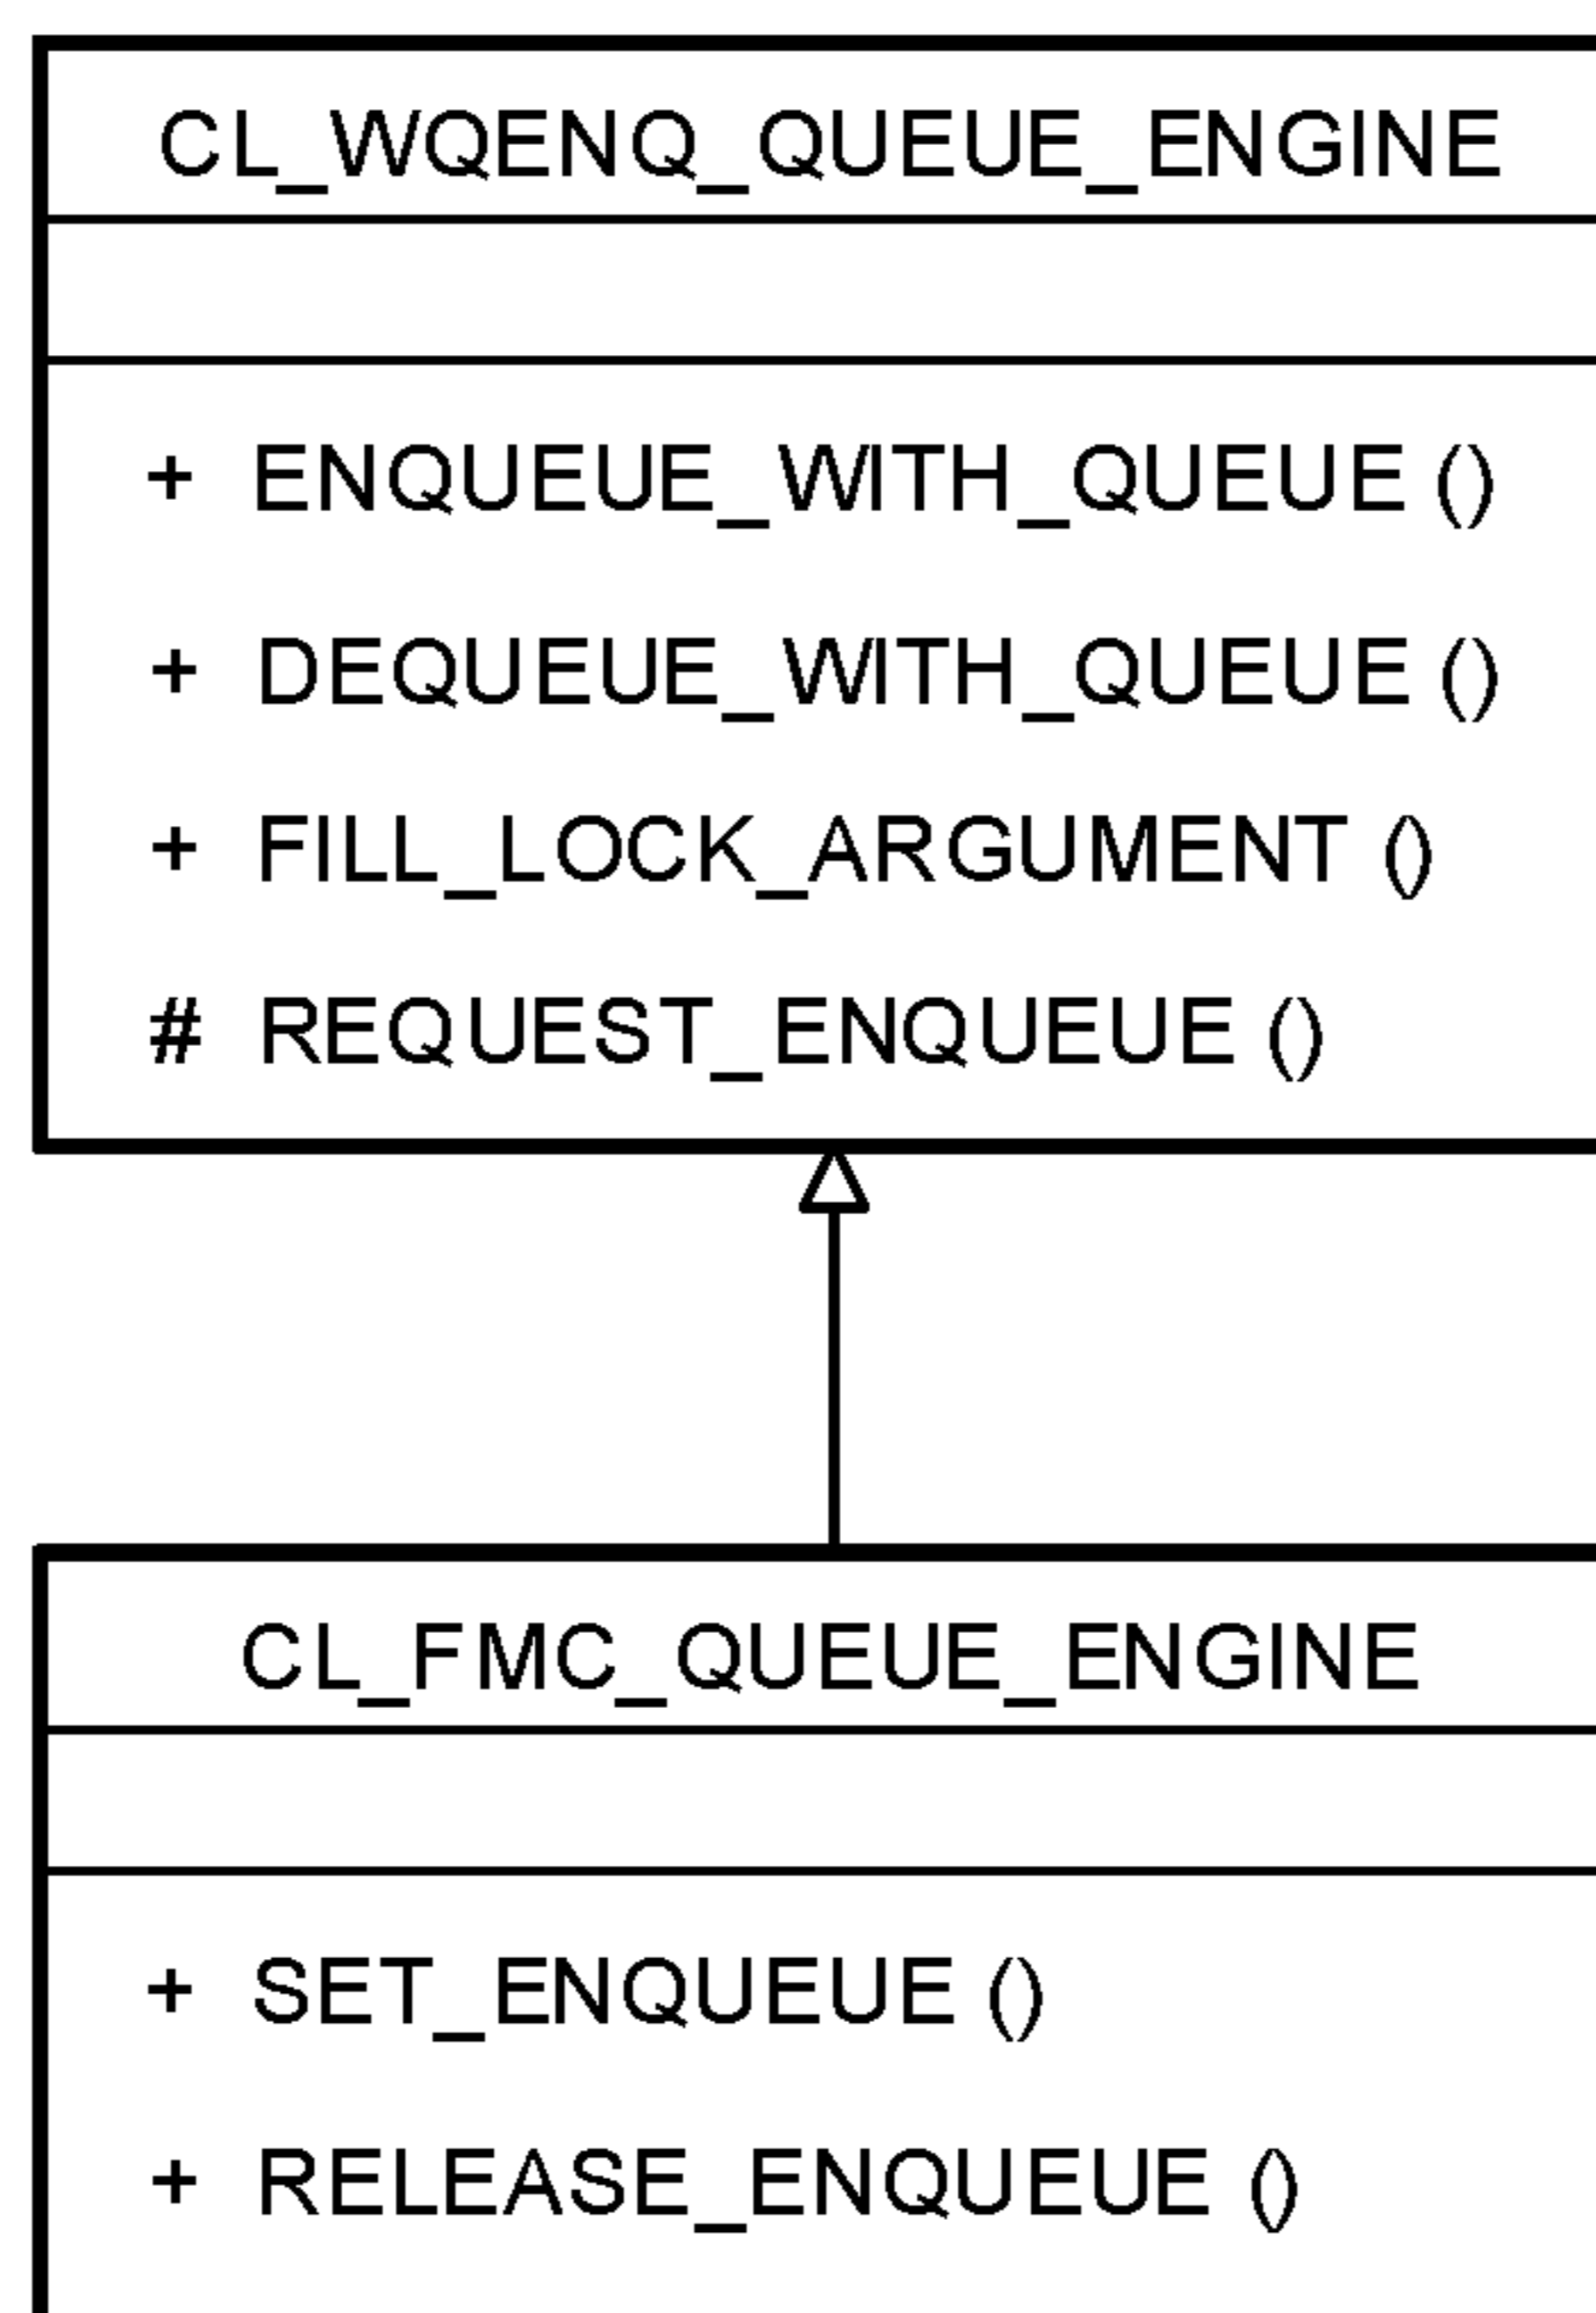 CL_WQENQ_QUEUE_ENGINE
+ ENQUEUE_WITH_QUEUE ()
+ DEQUEUE_WITH_QUEUE ()
+ FILL_LOCK_ARGUMENT ()
# REQUEST_ENQUEUE ()
CL_FMC_QUEUE_ENGINE
+ SET_ENQUEUE ()
+ RELEASE_ENQUEUE ()